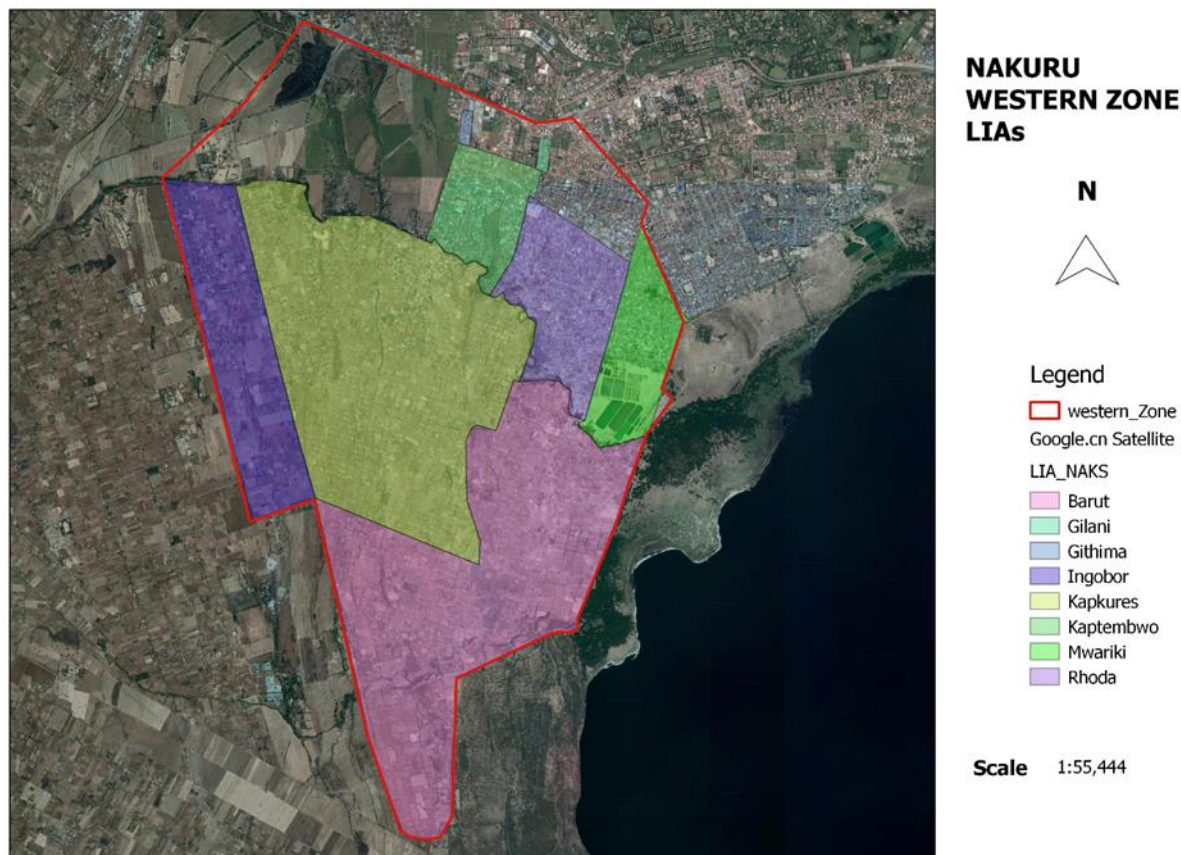 NAKURU
WESTERN ZONE
LIAs
N
Legend
western_Zone
Google.cn Satellite
LIA_NAKS
Barut
Gilani
Githima
Ingobor
Kapkures
Kaptembwo
Mwariki
Rhoda
Scale 1:55,444